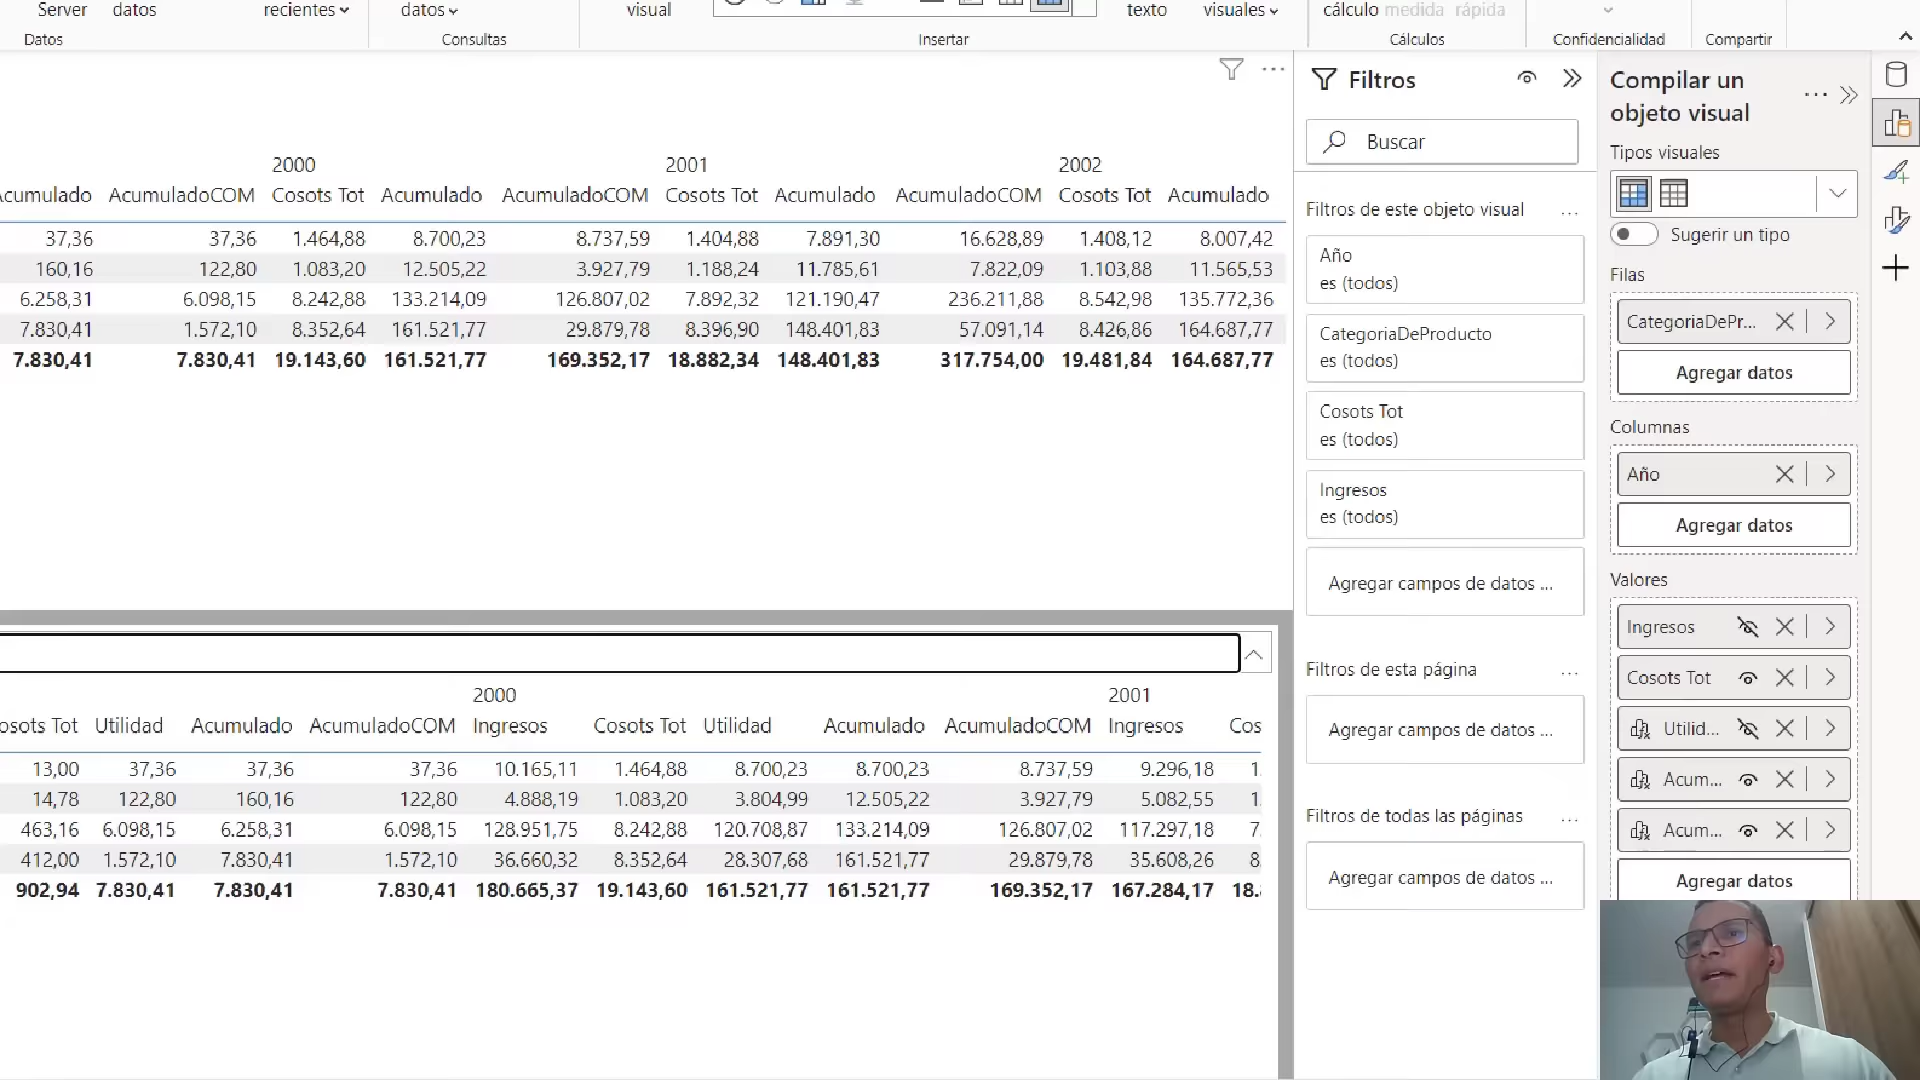 Server datos recientes datos visual texto visuales cálculo medida rápida
Datos Consultas Insertar Cálculos Confidencialidad Compartir
2000 2001 2002
AcumuladoCOM Cosots Tot Acumulado AcumuladoCOM Cosots Tot Acumulado AcumuladoCOM Cosots Tot Acumulado
37,36 37,36 1.464,88 8.700,23 8.737,59 1.404,88 7.891,30 16.628,89 1.408,12 8.007,42
160,16 122,80 1.083,20 12.505,22 3.927,79 1.188,24 11.785,61 7.822,09 1.103,88 11.565,53
6.258,31 6.098,15 8.242,88 133.214,09 126.807,02 7.892,32 121.190,47 236.211,88 8.542,98 135.772,36
7.830,41 1.572,10 8.352,64 161.521,77 29.879,78 8.396,90 148.401,83 57.091,14 8.426,86 164.687,77
7.830,41 7.830,41 19.143,60 161.521,77 169.352,17 18.882,34 148.401,83 317.754,00 19.481,84 164.687,77
2000 2001
Utilidad Acumulado AcumuladoCOM Ingresos Cosots Tot Utilidad Acumulado AcumuladoCOM Ingresos Cos
13,00 37,36 37,36 37,36 10.165,11 1.464,88 8.700,23 8.700,23 8.737,59 9.296,18 1.
14,78 122,80 160,16 122,80 4.888,19 1.083,20 3.804,99 12.505,22 3.927,79 5.082,55 1.
463,16 6.098,15 6.258,31 6.098,15 128.951,75 8.242,88 120.708,87 133.214,09 126.807,02 117.297,18 7.
412,00 1.572,10 7.830,41 1.572,10 36.660,32 8.352,64 28.307,68 161.521,77 29.879,78 35.608,26 8.
902,94 7.830,41 7.830,41 7.830,41 180.665,37 19.143,60 161.521,77 161.521,77 169.352,17 167.284,17 18.
Filtros
Buscar
Filtros de este objeto visual ...
Año
es (todos)
CategoriaDeProducto
es (todos)
Cosots Tot
es (todos)
Ingresos
es (todos)
Agregar campos de datos ...
Filtros de esta página ...
Agregar campos de datos ...
Filtros de todas las páginas ...
Agregar campos de datos ...
Compilar un
objeto visual
Tipos visuales
Sugerir un tipo
Filas
CategoriaDePr...
Agregar datos
Columnas
Año
Agregar datos
Valores
Ingresos
Cosots Tot
Utilid...
Acum...
Acum...
Agregar datos